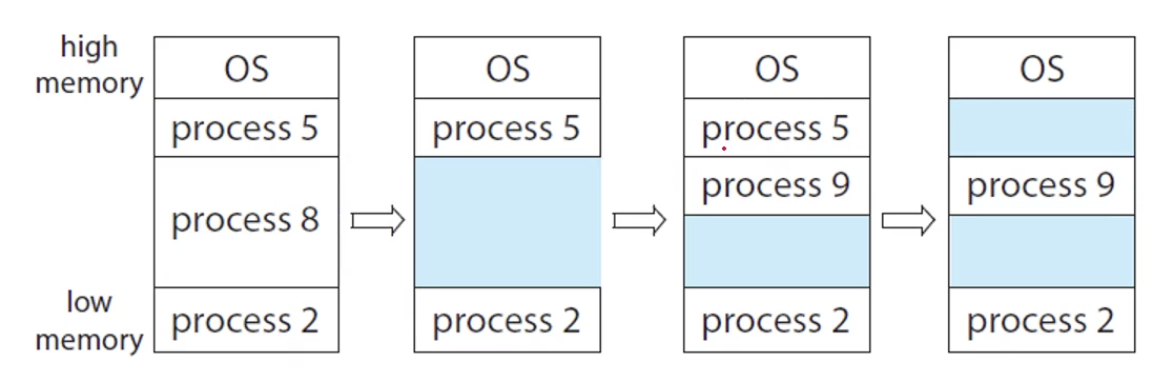 high
memory
OS
process 5
process 8
low
memory
process 2
OS
process 5
process 2
OS
process 5
process 9
process 2
OS
process 9
process 2